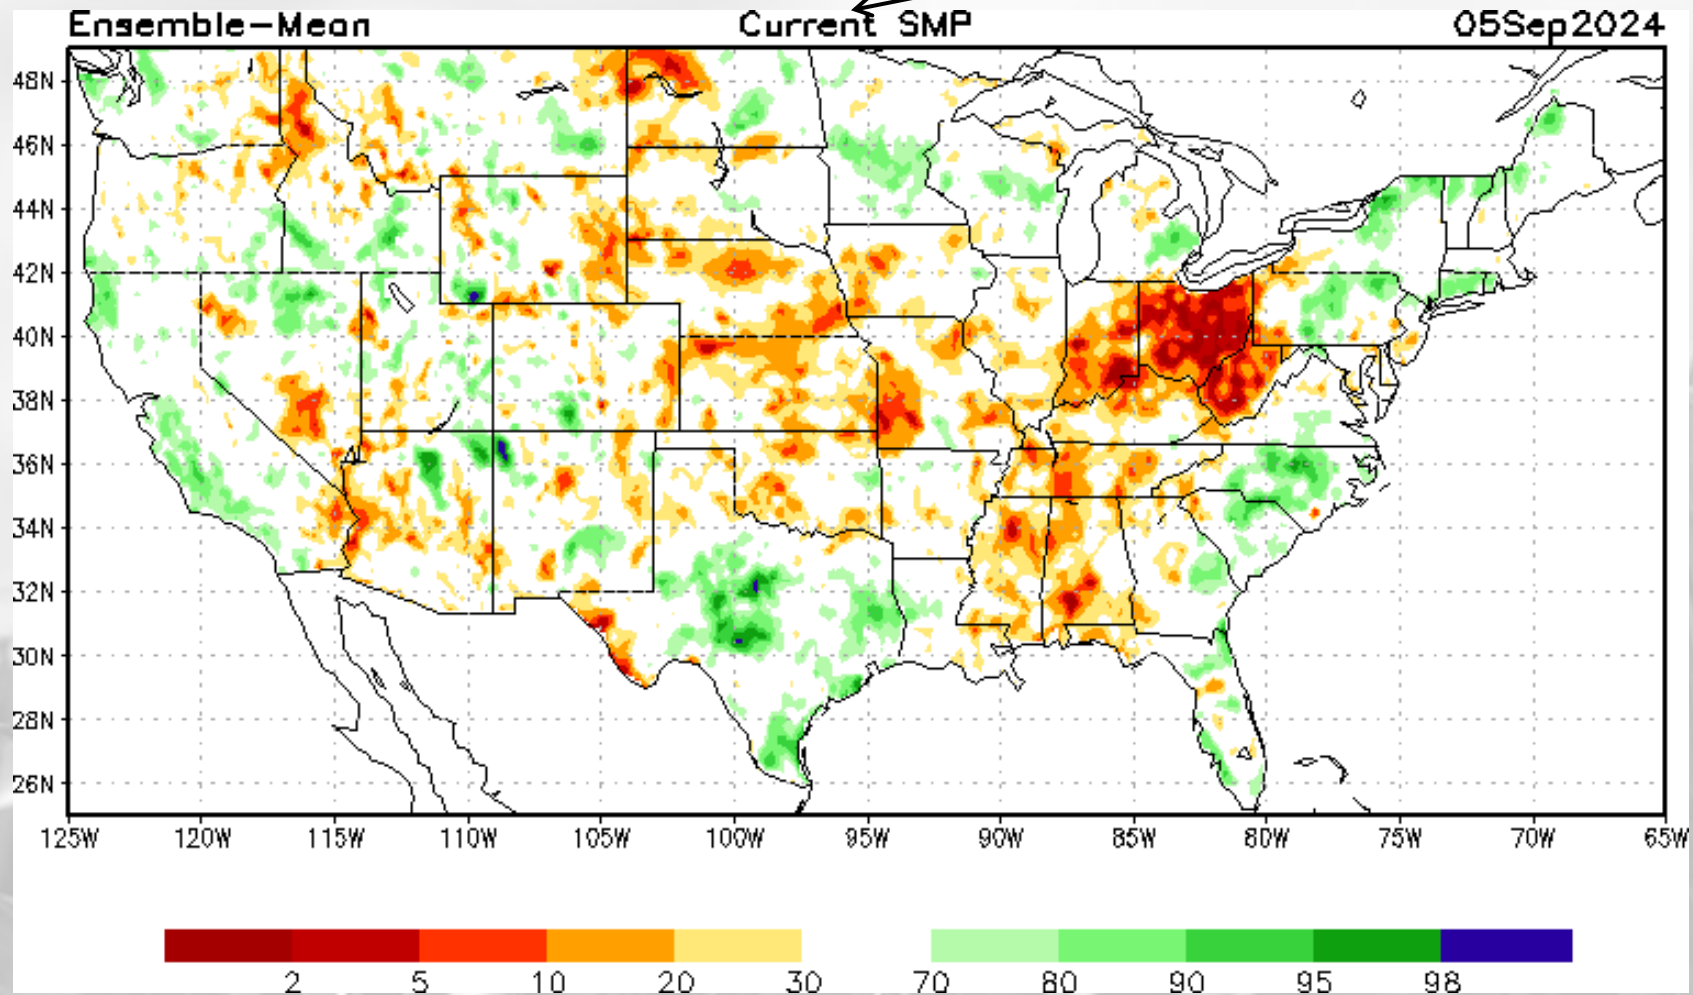 Ensemble-Mean Current SMP 05Sep2024
48N
46N
44N
42N
40N
38N
36N
34N
32N
30N
28N
26N
125W 120W 115W 110W 105W 100W 95W 90W 85W 80W 75W 70W 65W
2 5 10 20 30 70 80 90 95 98